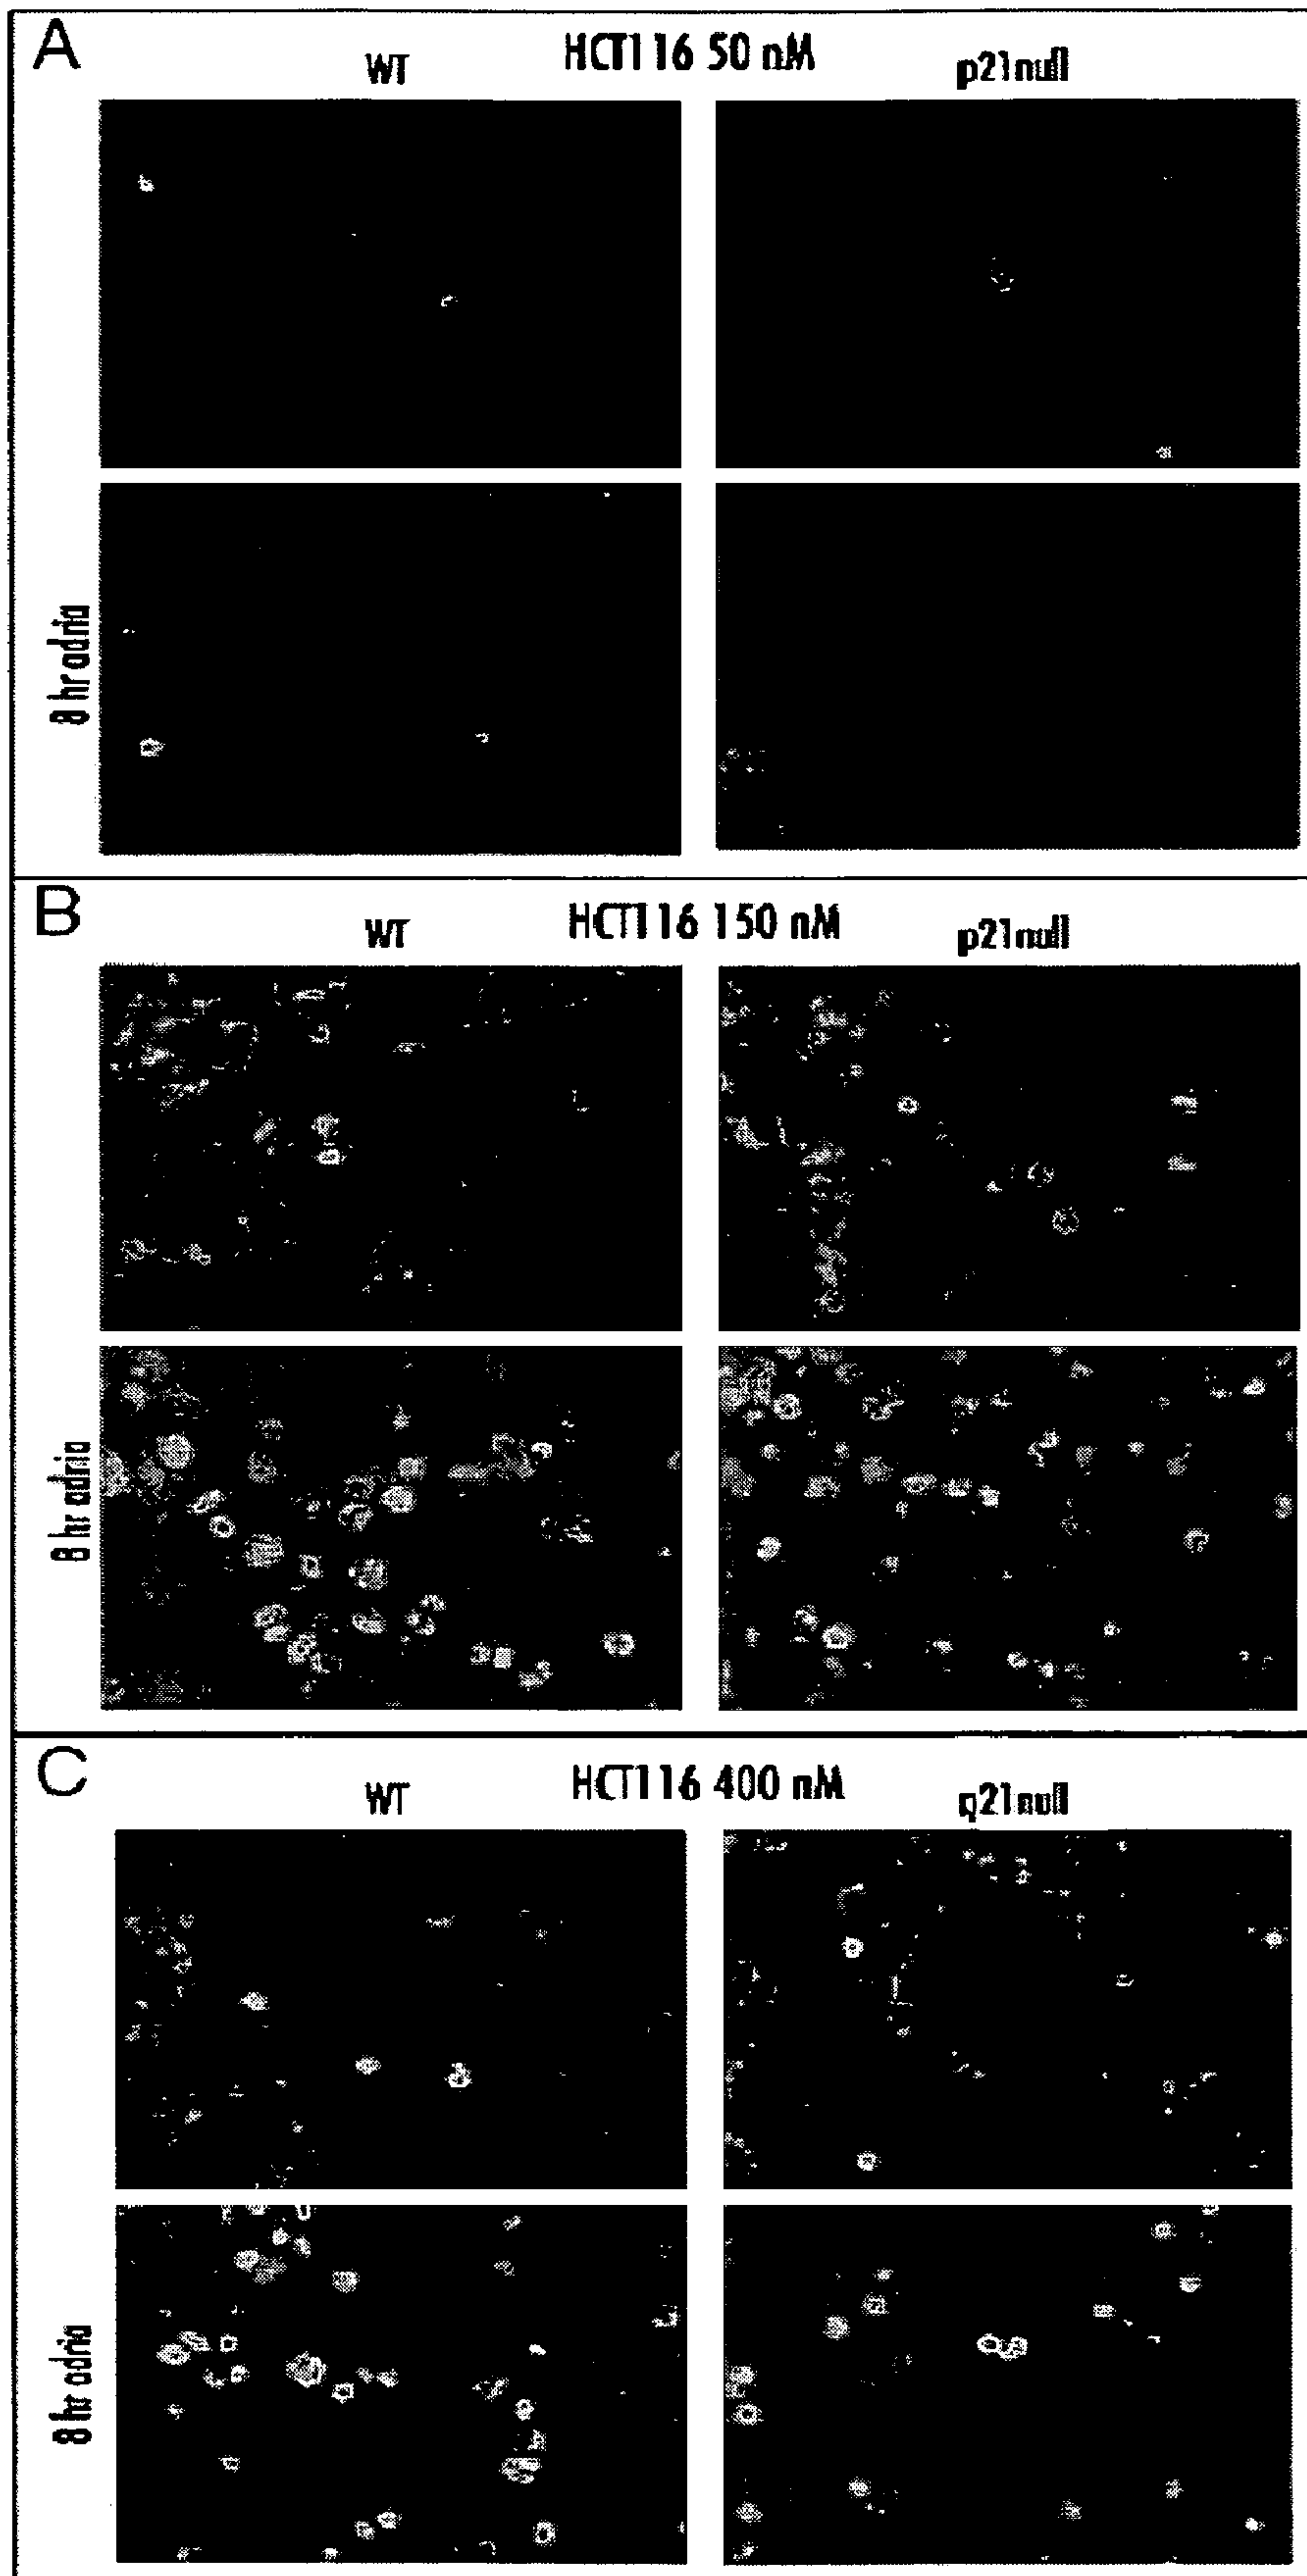 A
HCT116 50 nM
WT p21null
8 hr adria
B
HCT116 150 nM
WT p21null
8 hr adria
C
HCT116 400 nM
WT q21null
8 hr adria